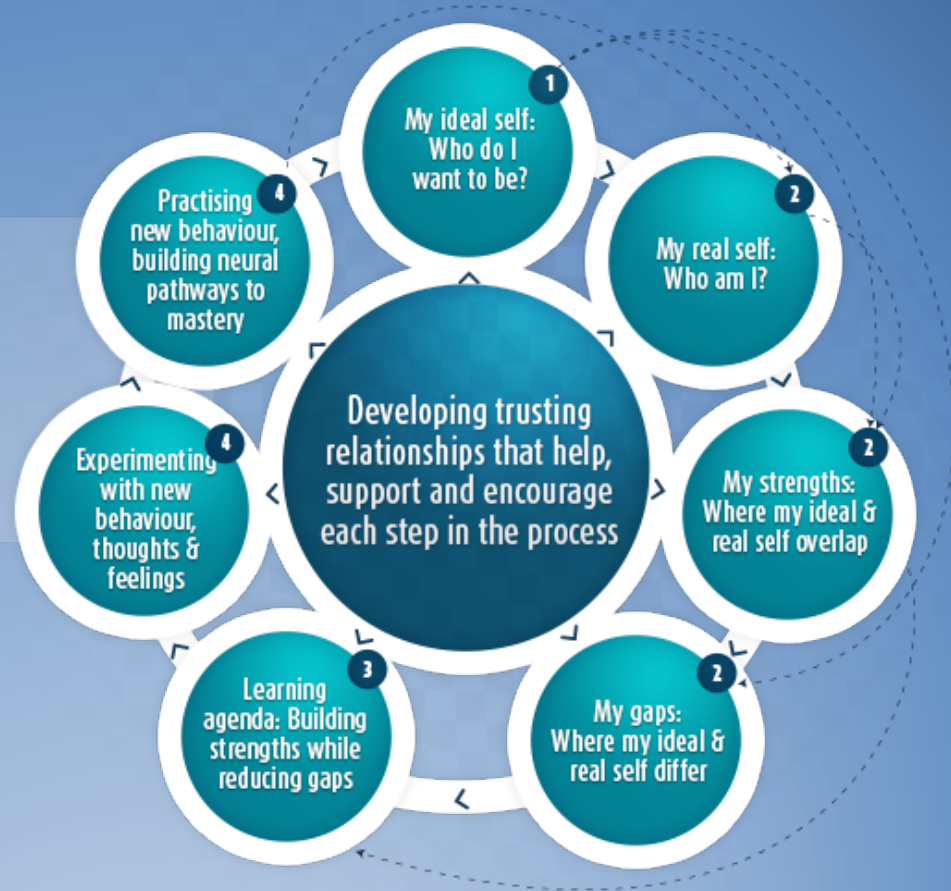 1
My ideal self:
Who do I
want to be?
2
My real self:
Who am I?
2
My strengths:
Where my ideal &
real self overlap
2
My gaps:
Where my ideal &
real self differ
3
Learning
agenda: Building
strengths while
reducing gaps
4
Experimenting
with new
behaviour,
thoughts &
feelings
4
Practising
new behaviour,
building neural
pathways to
mastery
Developing trusting
relationships that help,
support and encourage
each step in the process